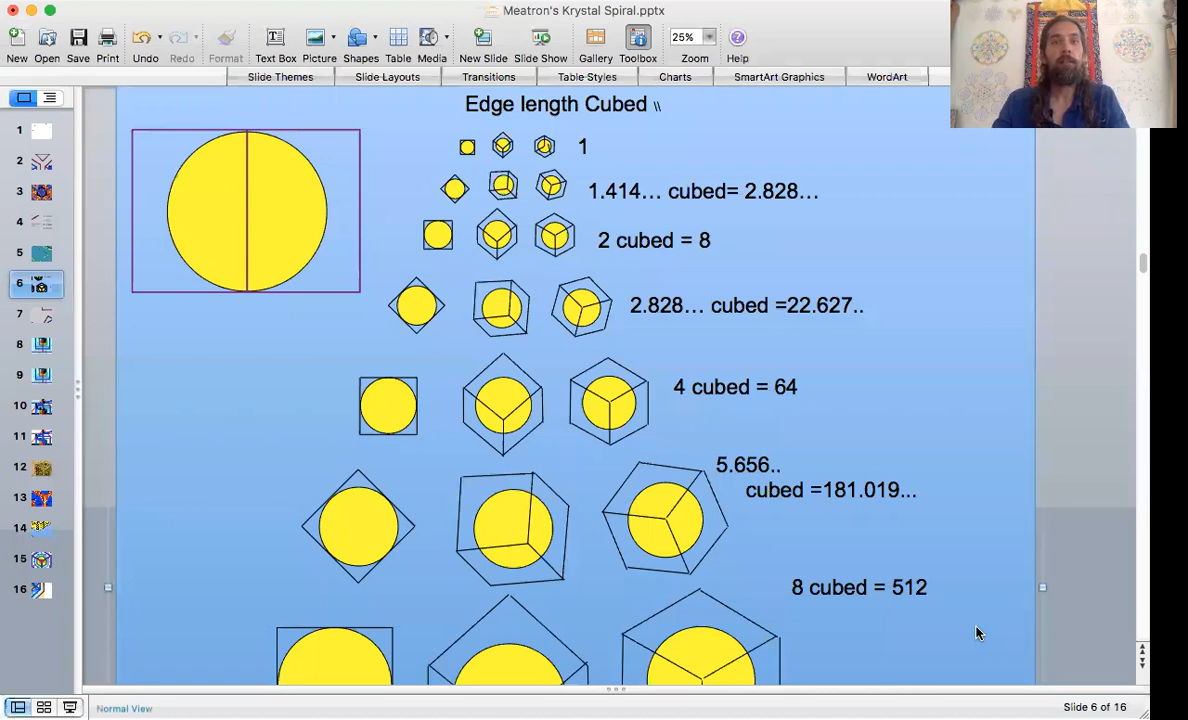 Meatron's Krystal Spiral.pptx
New Open Save Print Undo Redo Format Text Box Picture Shapes Table Media New Slide Slide Show Gallery Toolbox Zoom Help
25%
Slide Themes Slide Layouts Transitions Table Styles Charts SmartArt Graphics WordArt
Edge length Cubed \\
1
1.414... cubed= 2.828...
2 cubed = 8
2.828... cubed =22.627..
4 cubed = 64
5.656..
cubed =181.019...
8 cubed = 512
1
2
3
4
5
6
7
8
9
10
11
12
13
14
15
16
Normal View
Slide 6 of 16